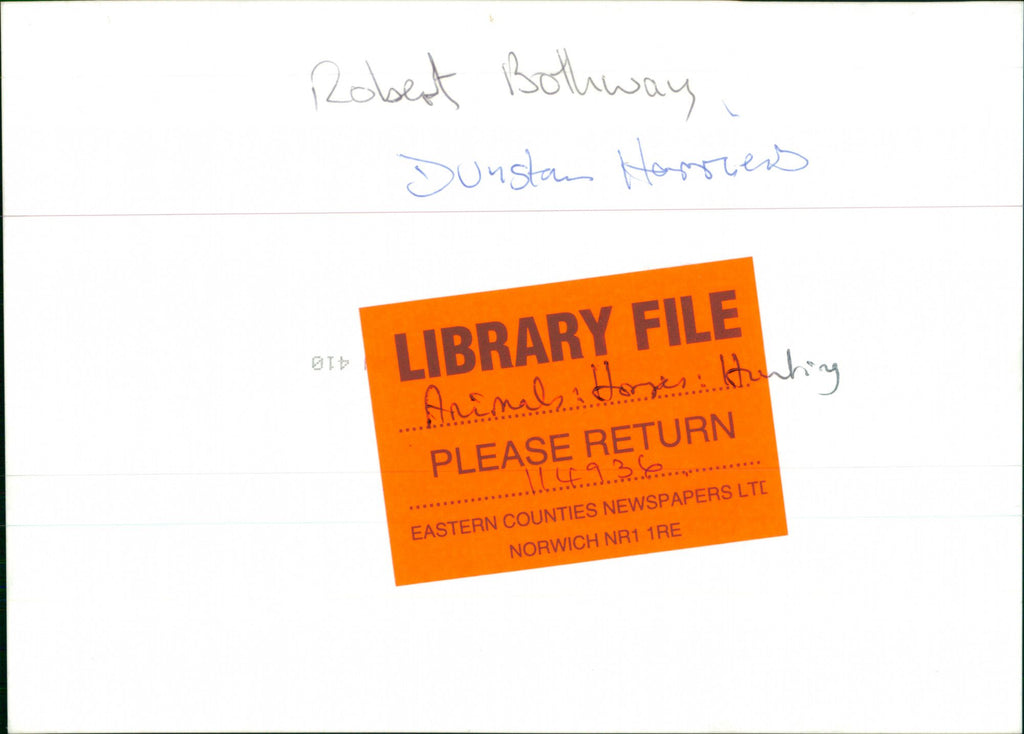 Robert Bothway
Dunstan Harriers
LIBRARY FILE
Animals: Horses: Hunting
PLEASE RETURN
114936
EASTERN COUNTIES NEWSPAPERS LTD
NORWICH NR1 1RE
410